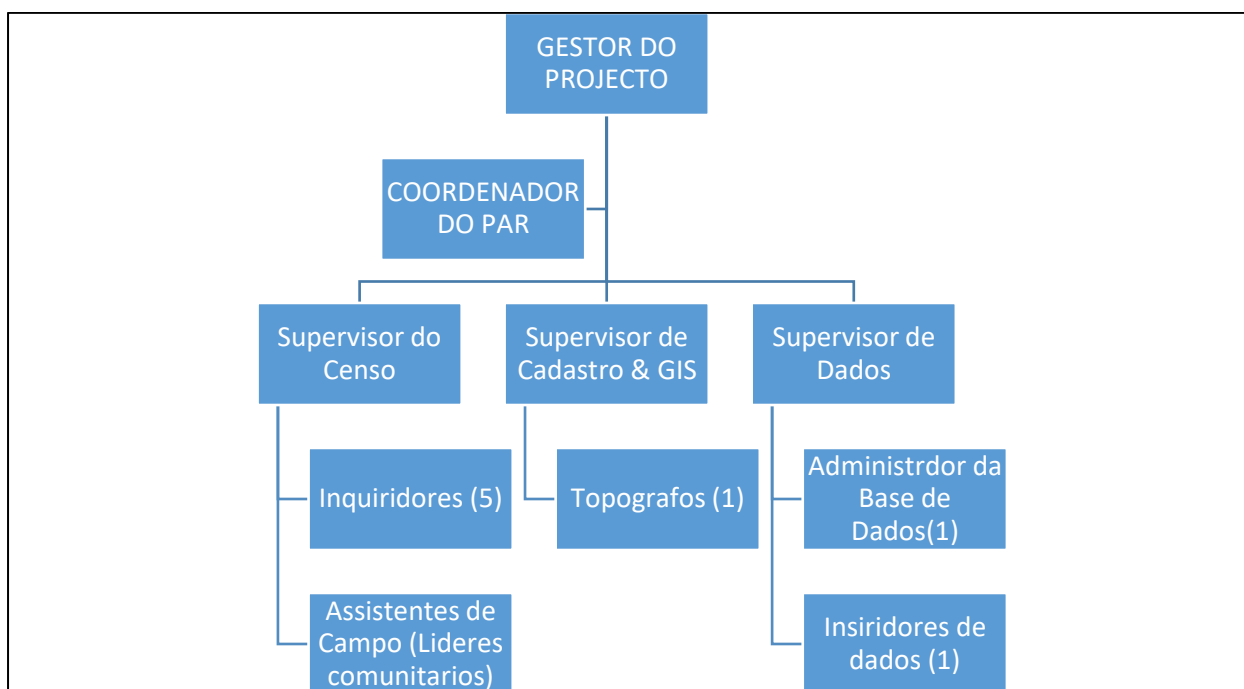 GESTOR DO
PROJECTO
COORDENADOR
DO PAR
Supervisor do
Censo
Supervisor de
Cadastro & GIS
Supervisor de
Dados
Inquiridores (5)
Topografos (1)
Administrdor da
Base de
Dados(1)
Assistentes de
Campo (Lideres
comunitarios)
Insiridores de
dados (1)